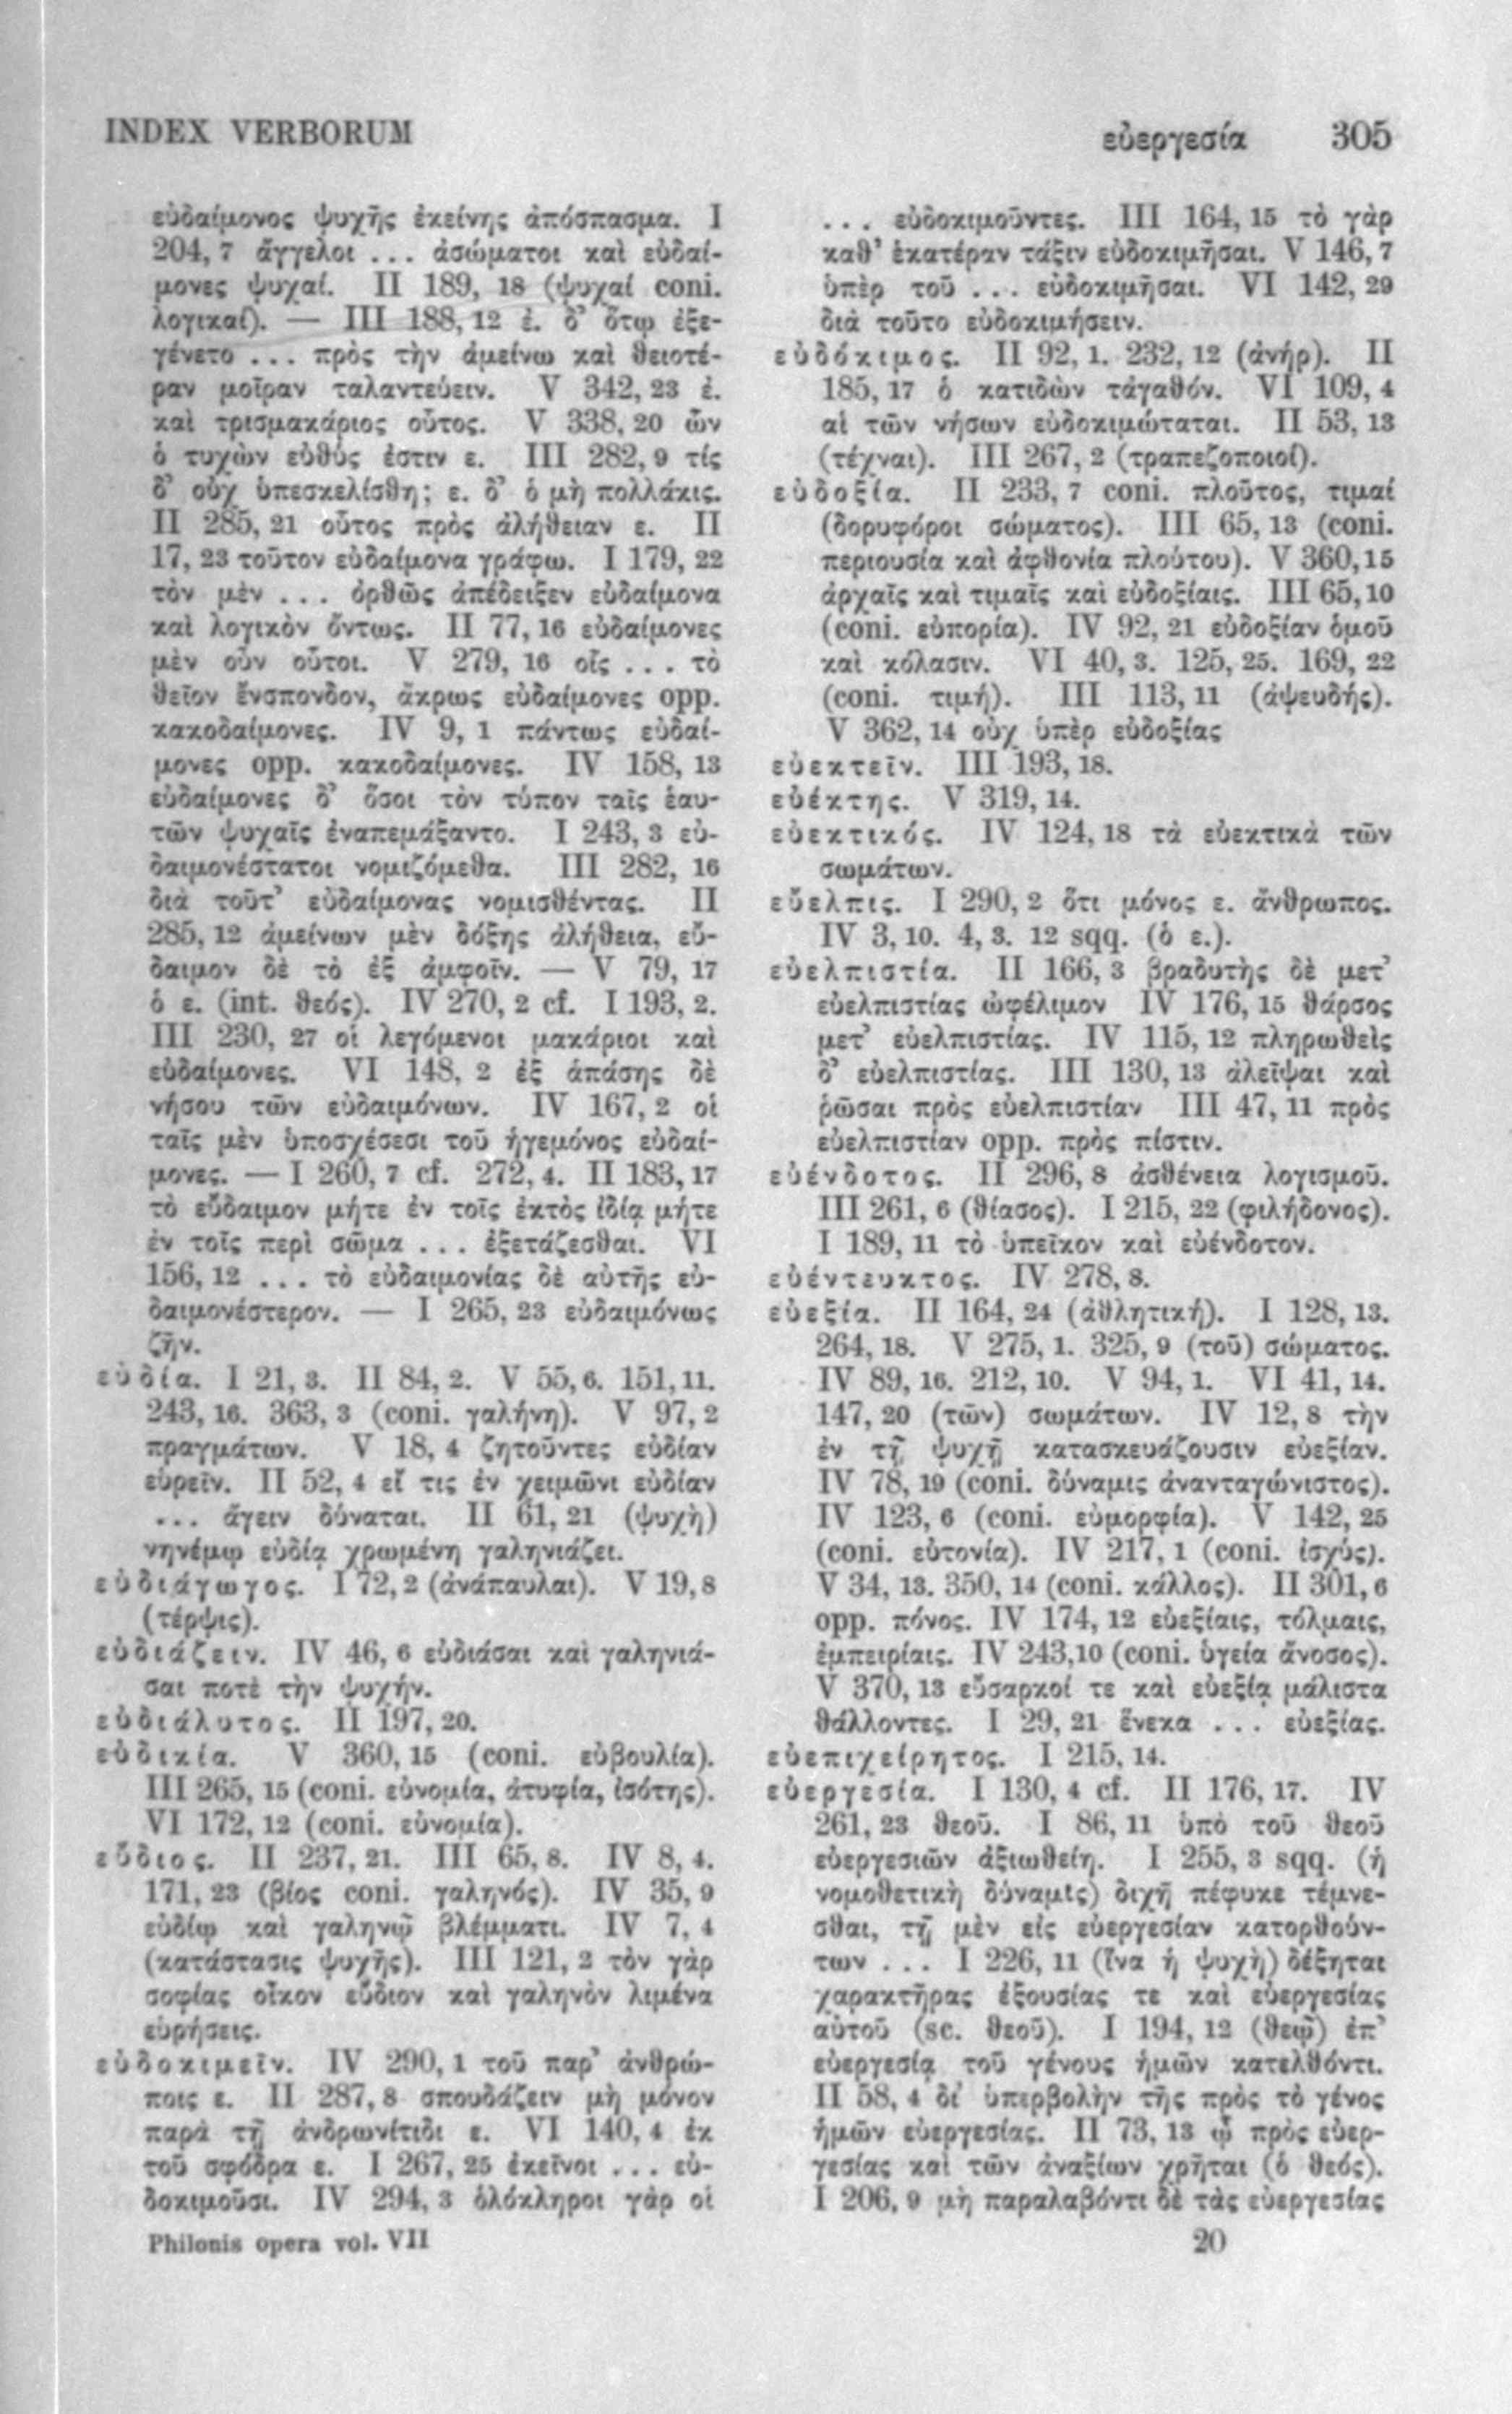 INDEX VERBORUM
εὐεργεσία 305
εὐδαίμονος ψυχῆς ἐκείνης ἀπόσπασμα. I
204, 7 ἄγγελοι ... ἀσώματοι καὶ εὐδαί-
μονες ψυχαί. II 189, 18 (ψυχαί coni.
λογικαί). — III 188, 12 ἐ. δ’ ὅτῳ ἐξε-
γένετο ... πρὸς τὴν ἀμείνω καὶ θειοτέ-
ραν μοῖραν ταλαντεύειν. V 342, 23 ἐ.
καὶ τρισμακάριος οὗτος. V 338, 20 ὧν
ὁ τυχὼν εὐθύς ἐστιν ε. III 282, 9 τίς
δ’ οὐχ ὑπεσκελίσθη; ε. δ’ ὁ μὴ πολλάκις.
II 285, 21 οὗτος πρὸς ἀλήθειαν ε. II
17, 23 τοῦτον εὐδαίμονα γράφω. I 179, 22
τὸν μὲν ... ὀρθῶς ἀπέδειξεν εὐδαίμονα
καὶ λογικὸν ὄντως. II 77, 16 εὐδαίμονες
μὲν οὖν οὗτοι. V 279, 16 οἷς ... τὸ
θεῖον ἔνσπονδον, ἄκρως εὐδαίμονες opp.
κακοδαίμονες. IV 9, 1 πάντως εὐδαί-
μονες opp. κακοδαίμονες. IV 158, 13
εὐδαίμονες δ’ ὅσοι τὸν τύπον ταῖς ἑαυ-
τῶν ψυχαῖς ἐναπεμάξαντο. I 243, 3 εὐ-
δαιμονέστατοι νομιζόμεθα. III 282, 16
διὰ τοῦτ’ εὐδαίμονας νομισθέντας. II
285, 12 ἀμείνων μὲν δόξης ἀλήθεια, εὔ-
δαιμον δὲ τὸ ἐξ ἀμφοῖν. — V 79, 17
ὁ ε. (int. θεός). IV 270, 2 cf. I 193, 2.
III 230, 27 οἱ λεγόμενοι μακάριοι καὶ
εὐδαίμονες. VI 148, 2 ἐξ ἁπάσης δὲ
νήσου τῶν εὐδαιμόνων. IV 167, 2 οἱ
ταῖς μὲν ὑποσχέσεσι τοῦ ἡγεμόνος εὐδαί-
μονες. — I 260, 7 cf. 272, 4. II 183, 17
τὸ εὔδαιμον μήτε ἐν τοῖς ἐκτὸς ἰδίᾳ μήτε
ἐν τοῖς περὶ σῶμα ... ἐξετάζεσθαι. VI
156, 12 ... τὸ εὐδαιμονίας δὲ αὐτῆς εὐ-
δαιμονέστερον. — I 265, 23 εὐδαιμόνως
ζῆν.
εὐδία. I 21, 3. II 84, 2. V 55, 6. 151, 11.
243, 16. 363, 3 (coni. γαλήνη). V 97, 2
πραγμάτων. V 18, 4 ζητοῦντες εὐδίαν
εὑρεῖν. II 52, 4 εἴ τις ἐν χειμῶνι εὐδίαν
... ἄγειν δύναται. II 61, 21 (ψυχὴ)
νηνέμῳ εὐδίᾳ χρωμένη γαληνιάζει.
εὐδιάγωγος. I 72, 2 (ἀνάπαυλαι). V 19, 8
(τέρψις).
εὐδιάζειν. IV 46, 6 εὐδιάσαι καὶ γαληνιά-
σαι ποτὲ τὴν ψυχήν.
εὐδιάλυτος. II 197, 20.
εὐδικία. V 360, 15 (coni. εὐβουλία).
III 265, 15 (coni. εὐνομία, ἀτυφία, ἰσότης).
VI 172, 12 (coni. εὐνομία).
εὔδιος. II 237, 21. III 65, 8. IV 8, 4.
171, 23 (βίος coni. γαληνός). IV 35, 9
εὐδίῳ καὶ γαληνῷ βλέμματι. IV 7, 4
(κατάστασις ψυχῆς). III 121, 2 τὸν γὰρ
σοφίας οἶκον εὔδιον καὶ γαληνὸν λιμένα
εὑρήσεις.
εὐδοκιμεῖν. IV 290, 1 τοῦ παρ’ ἀνθρώ-
ποις ε. II 287, 8 σπουδάζειν μὴ μόνον
παρὰ τῇ ἀνδρωνίτιδι ε. VI 140, 4 ἐκ
τοῦ σφόδρα ε. I 267, 25 ἐκεῖνοι ... εὐ-
δοκιμοῦσι. IV 294, 3 ὁλόκληροι γὰρ οἱ
Philonis opera vol. VII
... εὐδοκιμοῦντες. III 164, 15 τὸ γὰρ
καθ’ ἑκατέραν τάξιν εὐδοκιμῆσαι. V 146, 7
ὑπὲρ τοῦ ... εὐδοκιμῆσαι. VI 142, 29
διὰ τοῦτο εὐδοκιμήσειν.
εὐδόκιμος. II 92, 1. 232, 12 (ἀνήρ). II
185, 17 ὁ κατιδὼν τἀγαθόν. VI 109, 4
αἱ τῶν νήσων εὐδοκιμώταται. II 53, 13
(τέχναι). III 267, 2 (τραπεζοποιοί).
εὐδοξία. II 233, 7 coni. πλοῦτος, τιμαί
(δορυφόροι σώματος). III 65, 13 (coni.
περιουσία καὶ ἀφθονία πλούτου). V 360, 15
ἀρχαῖς καὶ τιμαῖς καὶ εὐδοξίαις. III 65, 10
(coni. εὐπορία). IV 92, 21 εὐδοξίαν ὁμοῦ
καὶ κόλασιν. VI 40, 3. 125, 25. 169, 22
(coni. τιμή). III 113, 11 (ἀψευδής).
V 362, 14 οὐχ ὑπὲρ εὐδοξίας
εὐεκτεῖν. III 193, 18.
εὐέκτης. V 319, 14.
εὐεκτικός. IV 124, 18 τὰ εὐεκτικὰ τῶν
σωμάτων.
εὔελπις. I 290, 2 ὅτι μόνος ε. ἄνθρωπος.
IV 3, 10. 4, 3. 12 sqq. (ὁ ε.).
εὐελπιστία. II 166, 3 βραδυτὴς δὲ μετ’
εὐελπιστίας ὠφέλιμον IV 176, 15 θάρσος
μετ’ εὐελπιστίας. IV 115, 12 πληρωθεὶς
δ’ εὐελπιστίας. III 130, 13 ἀλεῖψαι καὶ
ῥῶσαι πρὸς εὐελπιστίαν III 47, 11 πρὸς
εὐελπιστίαν opp. πρὸς πίστιν.
εὐένδοτος. II 296, 8 ἀσθένεια λογισμοῦ.
III 261, 6 (θίασος). I 215, 22 (φιλήδονος).
I 189, 11 τὸ ὑπεῖκον καὶ εὐένδοτον.
εὐέντευκτος. IV 278, 8.
εὐεξία. II 164, 24 (ἀθλητική). I 128, 13.
264, 18. V 275, 1. 325, 9 (τοῦ) σώματος.
IV 89, 16. 212, 10. V 94, 1. VI 41, 14.
147, 20 (τῶν) σωμάτων. IV 12, 8 τὴν
ἐν τῇ ψυχῇ κατασκευάζουσιν εὐεξίαν.
IV 78, 19 (coni. δύναμις ἀνανταγώνιστος).
IV 123, 6 (coni. εὐμορφία). V 142, 25
(coni. εὐτονία). IV 217, 1 (coni. ἰσχύς).
V 34, 13. 350, 14 (coni. κάλλος). II 301, 6
opp. πόνος. IV 174, 12 εὐεξίαις, τόλμαις,
ἐμπειρίαις. IV 243, 10 (coni. ὑγεία ἄνοσος).
V 370, 13 εὔσαρκοί τε καὶ εὐεξίᾳ μάλιστα
θάλλοντες. I 29, 21 ἕνεκα ... εὐεξίας.
εὐεπιχείρητος. I 215, 14.
εὐεργεσία. I 130, 4 cf. II 176, 17. IV
261, 23 θεοῦ. I 86, 11 ὑπὸ τοῦ θεοῦ
εὐεργεσιῶν ἀξιωθείη. I 255, 3 sqq. (ἡ
νομοθετικὴ δύναμις) διχῇ πέφυκε τέμνε-
σθαι, τῇ μὲν εἰς εὐεργεσίαν κατορθούν-
των ... I 226, 11 (ἵνα ἡ ψυχὴ) δέξηται
χαρακτῆρας ἐξουσίας τε καὶ εὐεργεσίας
αὐτοῦ (sc. θεοῦ). I 194, 12 (θεῷ) ἐπ’
εὐεργεσίᾳ τοῦ γένους ἡμῶν κατελθόντι.
II 58, 4 δι’ ὑπερβολὴν τῆς πρὸς τὸ γένος
ἡμῶν εὐεργεσίας. II 73, 13 ᾧ πρὸς εὐερ-
γεσίας καὶ τῶν ἀναξίων χρῆται (ὁ θεός).
I 206, 9 μὴ παραλαβόντι δὲ τὰς εὐεργεσίας
20